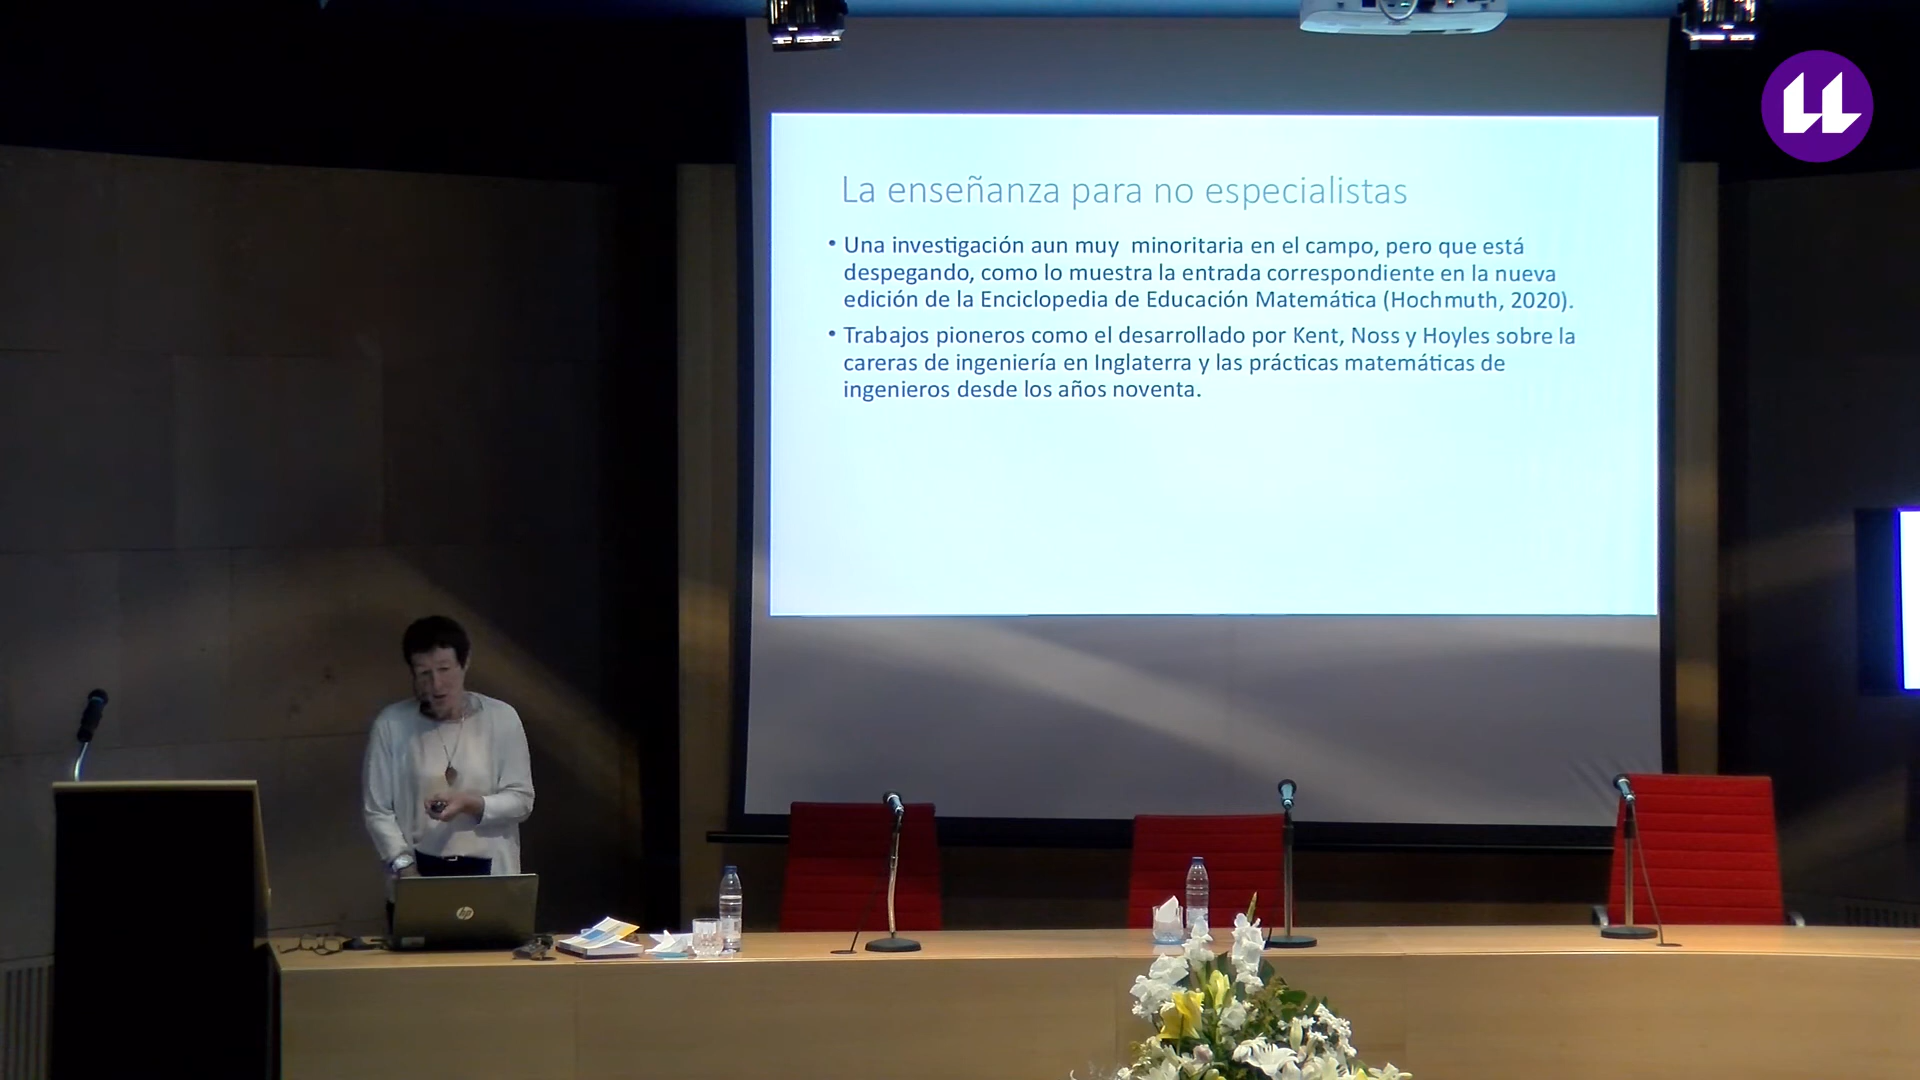 La enseñanza para no especialistas
• Una investigación aun muy minoritaria en el campo, pero que está
despegando, como lo muestra la entrada correspondiente en la nueva
edición de la Enciclopedia de Educación Matemática (Hochmuth, 2020).
• Trabajos pioneros como el desarrollado por Kent, Noss y Hoyles sobre la
careras de ingeniería en Inglaterra y las prácticas matemáticas de
ingenieros desde los años noventa.
hp